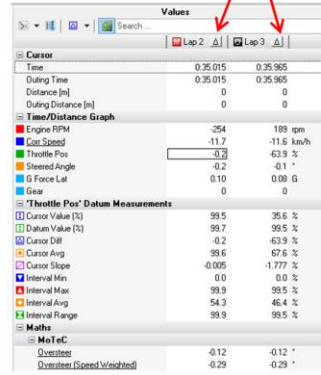 Values
Search...
Lap 2 Δ Lap 3 Δ
Cursor
Time 0:35.015 0:35.965
Outing Time 0:35.015 0:35.965
Distance [m] 0 0
Outing Distance [m] 0 0
Time/Distance Graph
Engine RPM -254 189 rpm
Corr Speed -11.7 -11.6 km/h
Throttle Pos -0.2 -63.9 %
Steered Angle -0.2 -0.1 °
G Force Lat 0.10 0.08 G
Gear 0 0
'Throttle Pos' Datum Measurements
Cursor Value (%) 99.5 35.6 %
Datum Value (%) 99.7 99.5 %
Cursor Diff -0.2 -63.9 %
Cursor Avg 99.6 67.6 %
Cursor Slope -0.005 -1.777 %
Interval Min 0.0 0.0 %
Interval Max 99.9 99.5 %
Interval Avg 54.3 46.4 %
Interval Range 99.9 99.5 %
Maths
MoTeC
Oversteer -0.12 -0.12 °
Oversteer (Speed Weighted) -0.29 -0.29 °